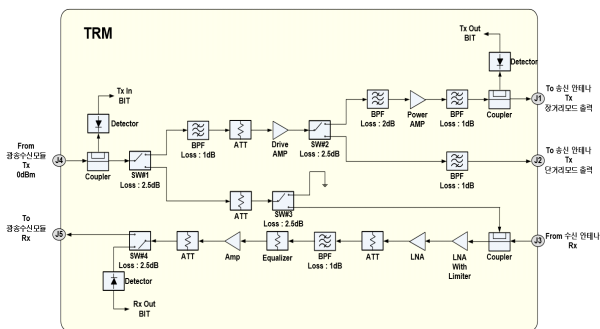 TRM
Tx Out
BIT
Detector
Tx In
BIT
Detector
BPF
Loss : 2dB
Power
AMP
BPF
Loss : 1dB
Coupler
J1
To 송신 안테나
Tx
장거리모드 출력
From
광송수신모듈
Tx
0dBm
J4
Coupler
SW#1
Loss : 2.5dB
BPF
Loss : 1dB
ATT
Drive
AMP
SW#2
Loss : 2.5dB
BPF
Loss : 1dB
J2
To 송신 안테나
Tx
단거리모드 출력
ATT
SW#3
Loss : 2.5dB
To
광송수신모듈
Rx
J5
SW#4
Loss : 2.5dB
ATT
Amp
Equalizer
BPF
Loss : 1dB
ATT
LNA
LNA
With
Limiter
Coupler
J3
From 수신 안테나
Rx
Detector
Rx Out
BIT